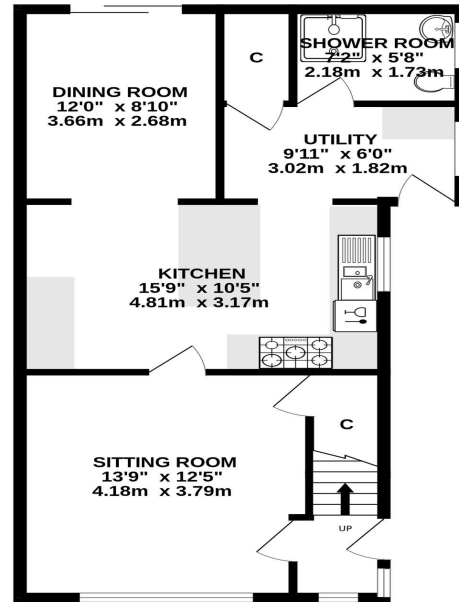 SHOWER ROOM
7'2" x 5'8"
2.18m x 1.73m
C
DINING ROOM
12'0" x 8'10"
3.66m x 2.68m
UTILITY
9'11" x 6'0"
3.02m x 1.82m
KITCHEN
15'9" x 10'5"
4.81m x 3.17m
C
SITTING ROOM
13'9" x 12'5"
4.18m x 3.79m
UP